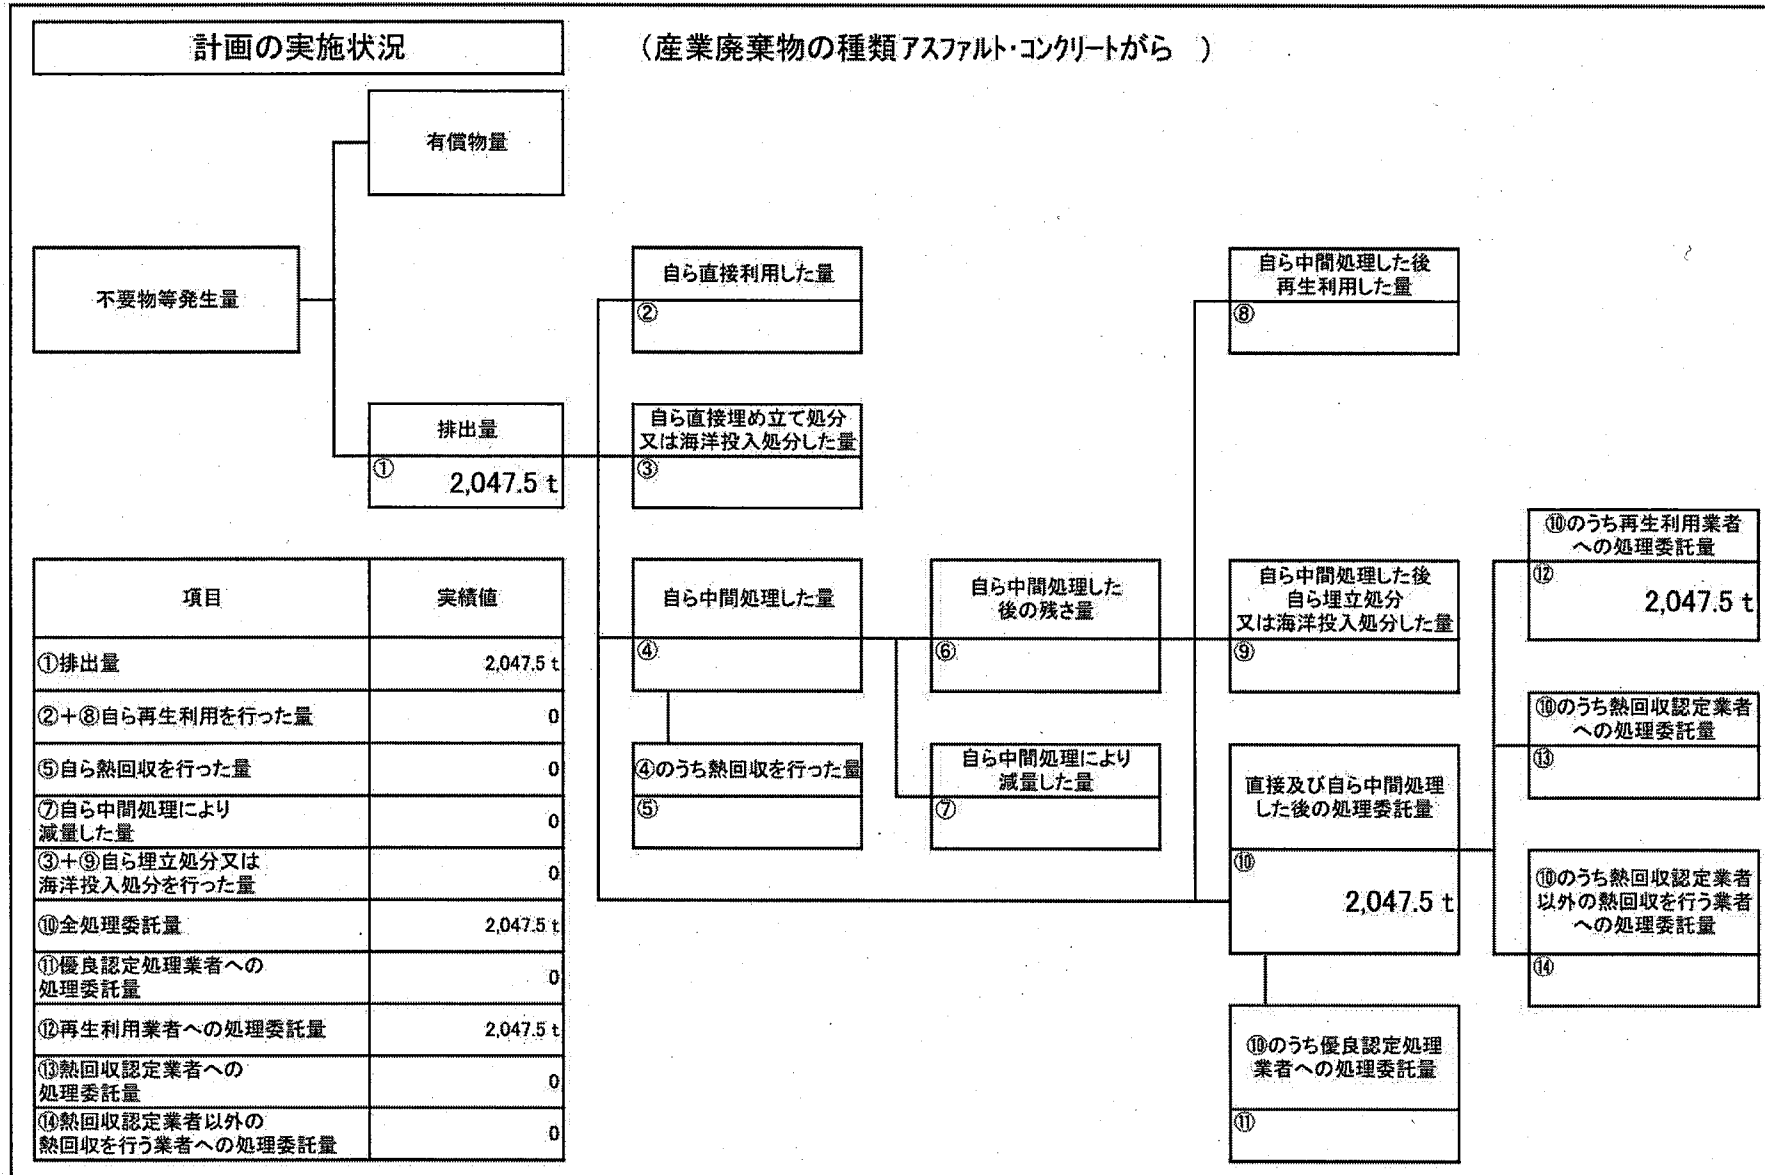 計画の実施状況
(産業廃棄物の種類アスファルト・コンクリートがら )
有償物量
不要物等発生量
排出量
①
2,047.5 t
自ら直接利用した量
②
自ら直接埋め立て処分
又は海洋投入処分した量
③
自ら中間処理した量
④
④のうち熱回収を行った量
⑤
自ら中間処理した
後の残さ量
⑥
自ら中間処理により
減量した量
⑦
自ら中間処理した後
再生利用した量
⑧
自ら中間処理した後
自ら埋立処分
又は海洋投入処分した量
⑨
直接及び自ら中間処理
した後の処理委託量
⑩
2,047.5 t
⑩のうち優良認定処理
業者への処理委託量
⑪
⑩のうち再生利用業者
への処理委託量
⑫
2,047.5 t
⑩のうち熱回収認定業者
への処理委託量
⑬
⑩のうち熱回収認定業者
以外の熱回収を行う業者
への処理委託量
⑭
項目 実績値
①排出量 2,047.5 t
②+⑧自ら再生利用を行った量 0
⑤自ら熱回収を行った量 0
⑦自ら中間処理により
減量した量 0
③+⑨自ら埋立処分又は
海洋投入処分を行った量 0
⑩全処理委託量 2,047.5 t
⑪優良認定処理業者への
処理委託量 0
⑫再生利用業者への処理委託量 2,047.5 t
⑬熱回収認定業者への
処理委託量 0
⑭熱回収認定業者以外の
熱回収を行う業者への処理委託量 0